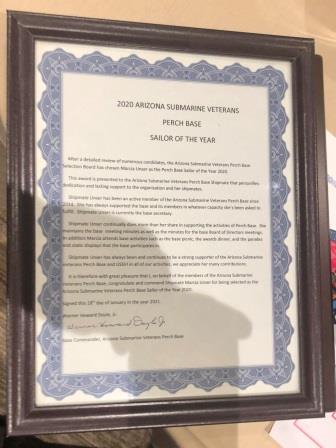 2020 ARIZONA SUBMARINE VETERANS
PERCH BASE
SAILOR OF THE YEAR
After a detailed review of numerous candidates, the Arizona Submarine Veterans Perch Base
Selection Board has chosen Marcia Unser as the Perch Base Sailor of the Year 2020.
This award is presented to the Arizona Submarine Veterans Perch Base Shipmate that personifies
dedication and lasting support to the organization and her shipmates.
Shipmate Unser has been an active member of the Arizona Submarine Veterans Perch Base since
She has always supported the base and its members in whatever capacity she's been asked to
fulfill. Shipmate Unser is currently the base secretary.
Shipmate Unser continually does more than her share in supporting the activities of Perch Base. She
maintains the base meeting minutes as well as the minutes for the Base Board of Directors meetings.
In addition Marcia attends base activities such as the base picnic, the awards dinner, and the parades
and static displays that the base participates in.
Shipmate Unser has always been and continues to be a strong supporter of the Arizona Submarine
Veterans Perch Base and USSVI in all of our activities, we appreciate her many contributions.
It is therefore with great pleasure that I, on behalf of the members of the Arizona Submarine
Veterans Perch Base, congratulate and commend Shipmate Marcia Unser for being selected as the
Arizona Submarine Veterans Perch Base Sailor of the Year 2020.
Signed this 18th day of January in the year 2021.
Warner Howard Doyle, Jr.
Warner Howard Doyle Jr.
Base Commander, Arizona Submarine Veterans Perch Base